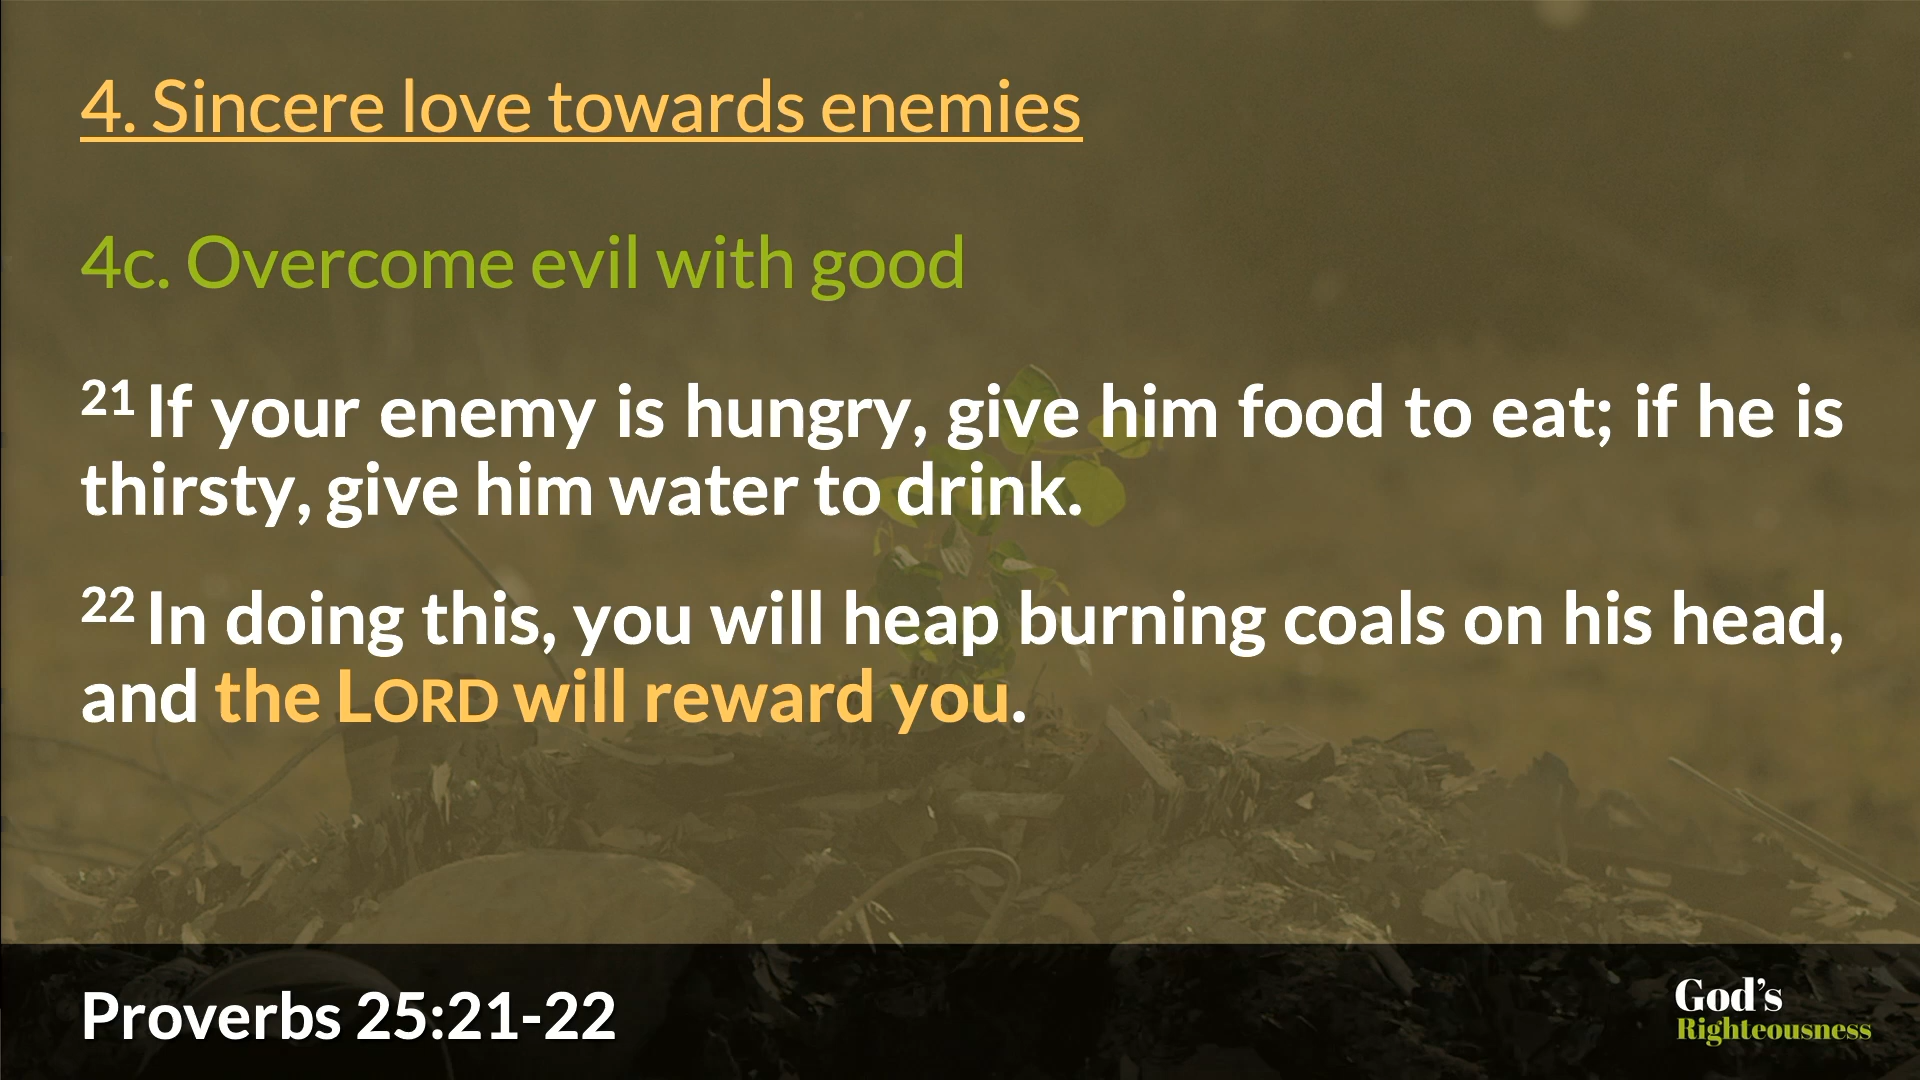 4. Sincere love towards enemies
4c. Overcome evil with good
21 If your enemy is hungry, give him food to eat; if he is
thirsty, give him water to drink.
22 In doing this, you will heap burning coals on his head,
and the LORD will reward you.
Proverbs 25:21-22
God’s
Righteousness